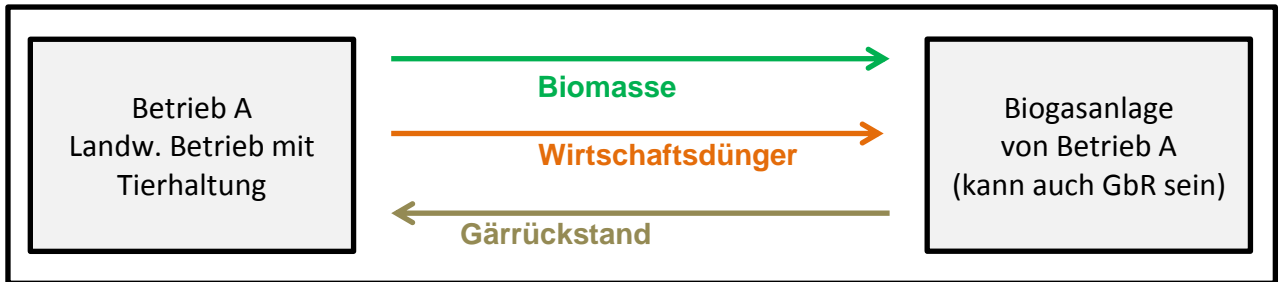 Betrieb A
Landw. Betrieb mit
Tierhaltung
Biomasse
Wirtschaftsdünger
Gärrückstand
Biogasanlage
von Betrieb A
(kann auch GbR sein)